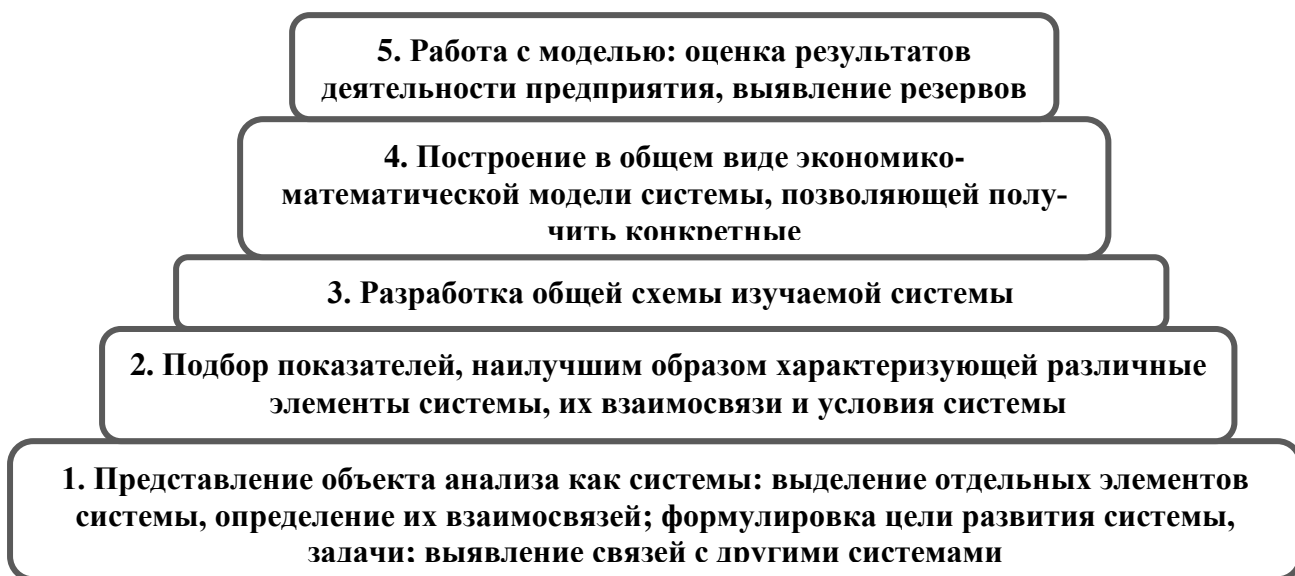 5. Работа с моделью: оценка результатов
деятельности предприятия, выявление резервов
4. Построение в общем виде экономико-
математической модели системы, позволяющей полу-
чить конкретные
3. Разработка общей схемы изучаемой системы
2. Подбор показателей, наилучшим образом характеризующей различные
элементы системы, их взаимосвязи и условия системы
1. Представление объекта анализа как системы: выделение отдельных элементов
системы, определение их взаимосвязей; формулировка цели развития системы,
задачи; выявление связей с другими системами